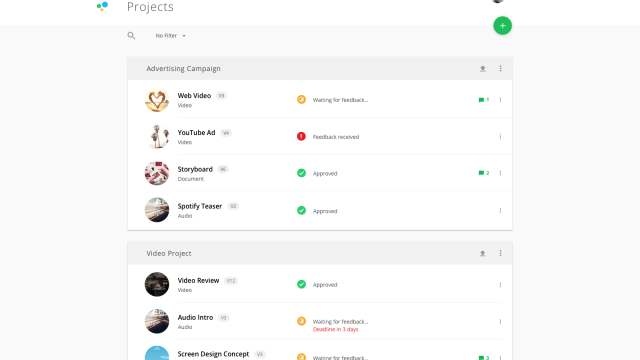 Projects
No Filter
Advertising Campaign
Web Video V3
Video
Waiting for feedback...
1
YouTube Ad V4
Video
Feedback received
Storyboard V6
Document
Approved
2
Spotify Teaser V2
Audio
Approved
Video Project
Video Review V12
Video
Approved
Audio Intro V3
Audio
Waiting for feedback...
Deadline in 3 days
Screen Design Concept V3
Waiting for feedback...
3